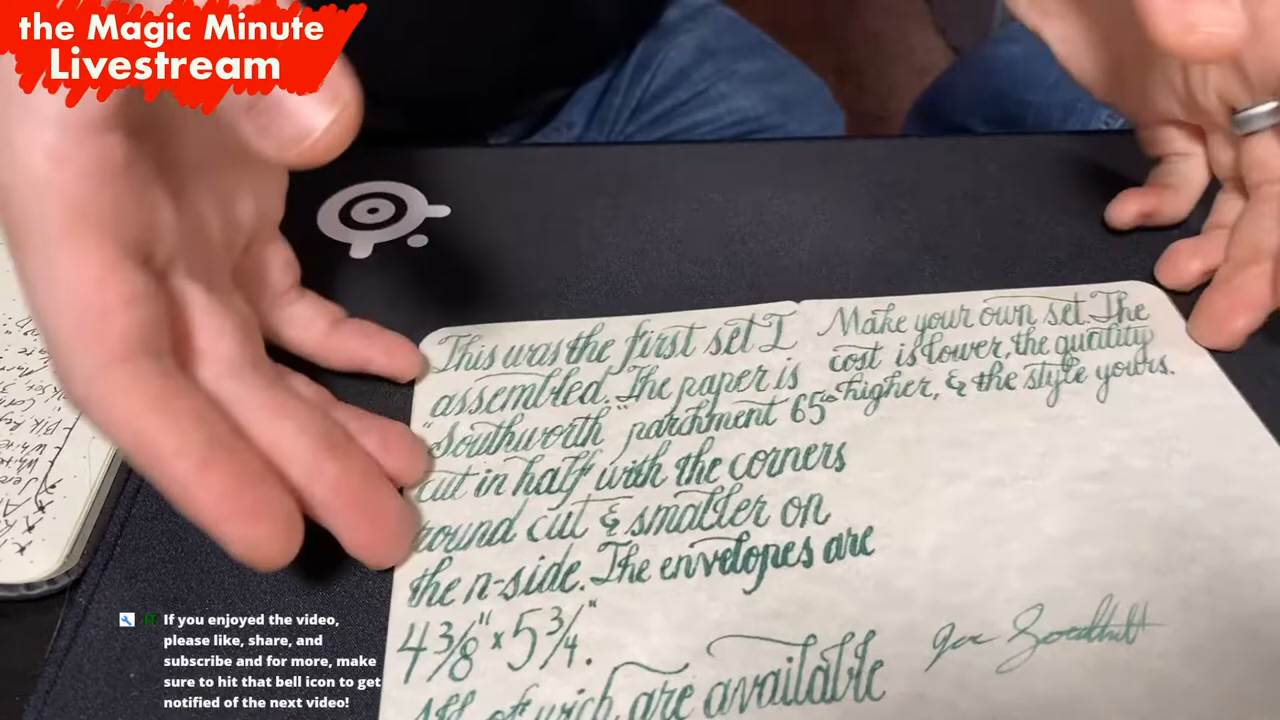 the Magic Minute
Livestream
This was the first set I
assembled. The paper is
"Southworth" parchment 65lb
cut in half with the corners
round cut & smaller on
the n-side. The envelopes are
4 3/8" x 5 3/4".
all of wich are available
Make your own set. The
cost is lower, the quality
higher, & the style yours.
If you enjoyed the video,
please like, share, and
subscribe and for more, make
sure to hit that bell icon to get
notified of the next video!